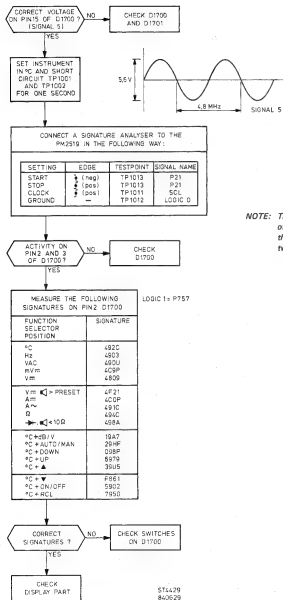 CORRECT VOLTAGE
ON PIN15 OF D1700?
(SIGNAL 5)
NO
CHECK D1700
AND D1701
YES
SET INSTRUMENT
IN °C AND SHORT
CIRCUIT TP1001
AND TP1002
FOR ONE SECOND
5,6 V
4,8 MHz
SIGNAL 5
CONNECT A SIGNATURE ANALYSER TO THE
PM2519 IN THE FOLLOWING WAY:
SETTING EDGE TESTPOINT SIGNAL NAME
START (neg) TP1013 P21
STOP (pos) TP1013 P21
CLOCK (pos) TP1011 SCL
GROUND – TP1012 LOGIC 0
NOTE:
ACTIVITY ON
PIN2 AND 3
OF D1700?
NO
CHECK
D1700
YES
MEASURE THE FOLLOWING
SIGNATURES ON PIN2 D1700
LOGIC 1= P757
FUNCTION SIGNATURE
SELECTOR
POSITION
°C 492C
Hz 4903
VAC 490U
mV⎓ 4C9P
V⎓ 4809
V⎓ > PRESET 4F21
A⎓ 4C0P
A~ 491C
Ω 494C
<10Ω 498A
°C+dB/V 19A7
°C+AUTO/MAN 29HF
°C+DOWN 008P
°C+UP 6979
°C+▲ 39U5
°C+▼ F861
°C+ON/OFF 5902
°C+RCL 7950
CORRECT
SIGNATURES ?
NO
CHECK SWITCHES
ON D1700
YES
CHECK
DISPLAY PART
ST4429
840629